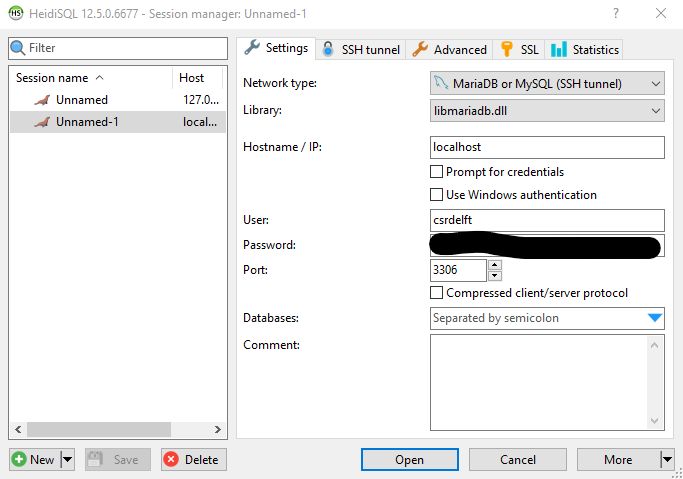 HeidiSQL 12.5.0.6677 - Session manager: Unnamed-1
Filter
Session name Host
Unnamed 127.0...
Unnamed-1 local...
New Save Delete
Settings SSH tunnel Advanced SSL Statistics
Network type: MariaDB or MySQL (SSH tunnel)
Library: libmariadb.dll
Hostname / IP: localhost
Prompt for credentials
Use Windows authentication
User: csrdelft
Password:
Port: 3306
Compressed client/server protocol
Databases: Separated by semicolon
Comment:
Open Cancel More